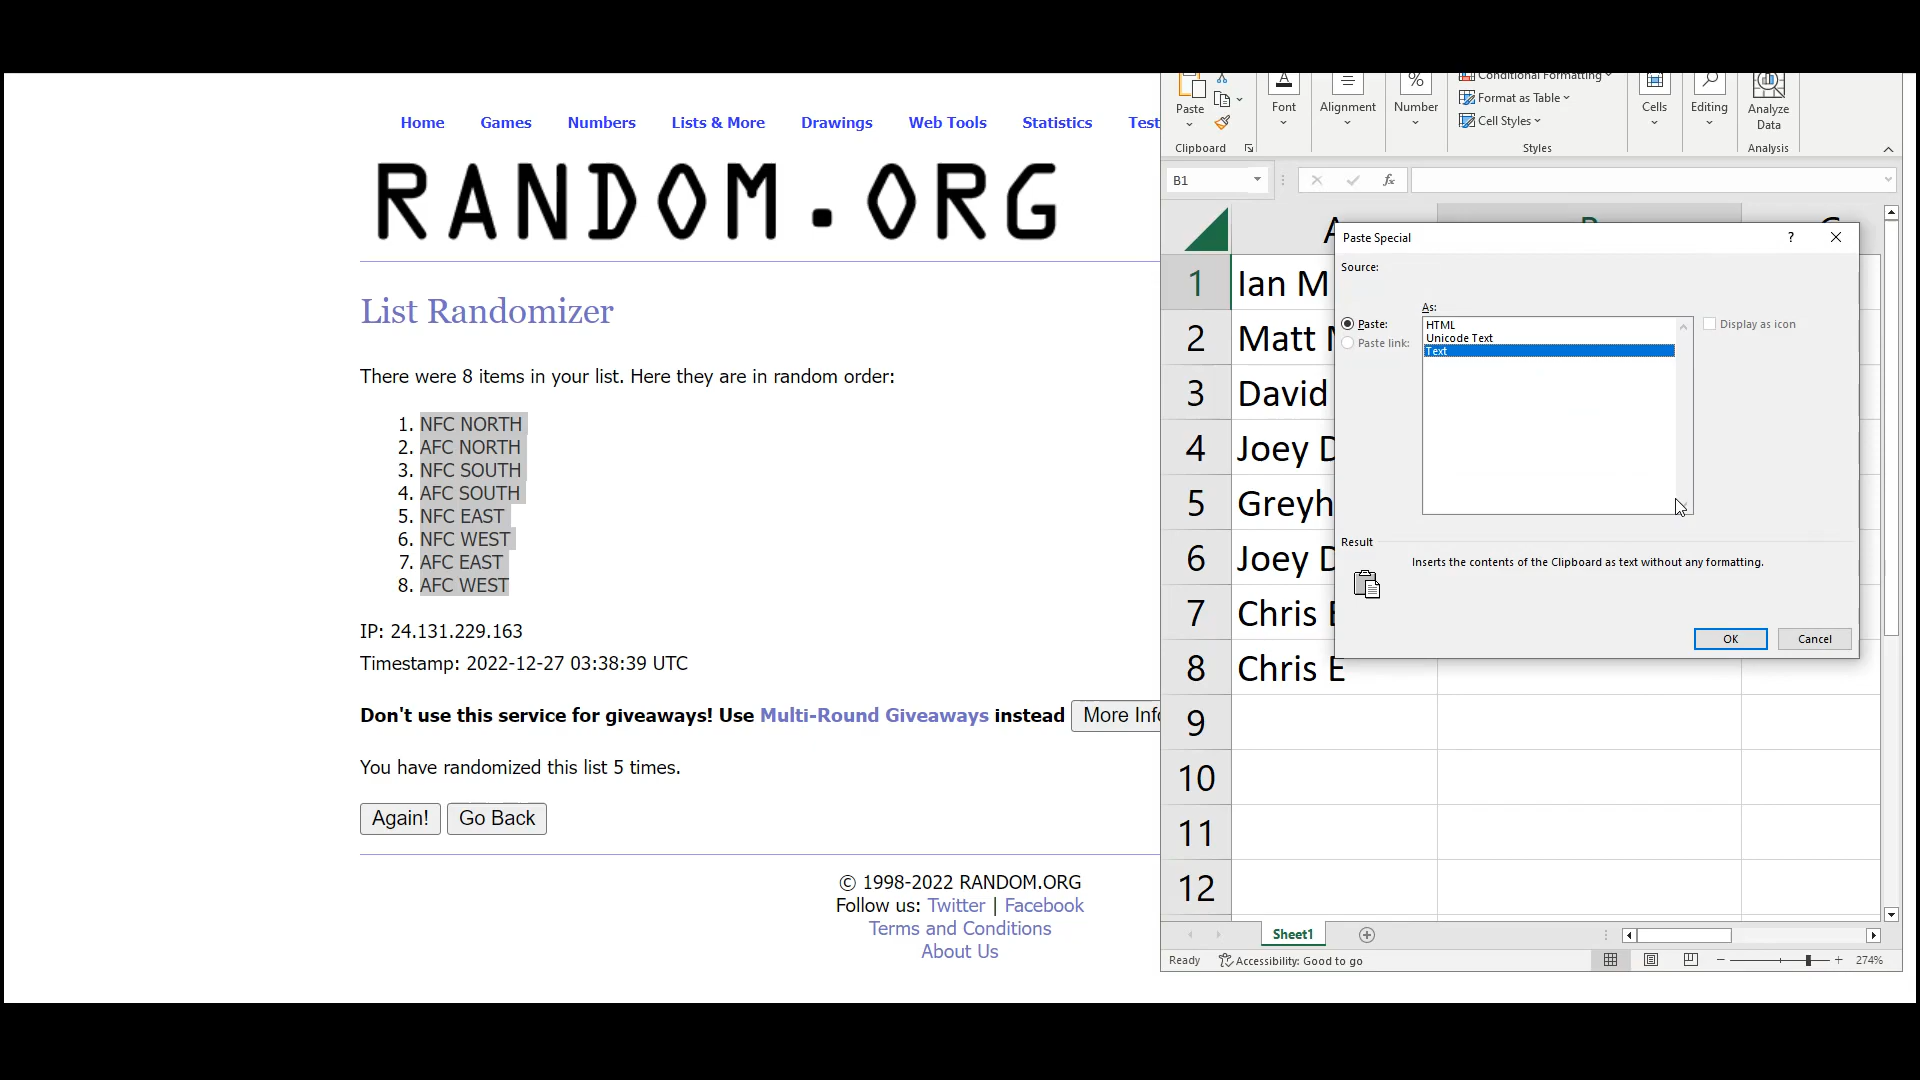 Home Games Numbers Lists & More Drawings Web Tools Statistics Test
RANDOM.ORG
List Randomizer
There were 8 items in your list. Here they are in random order:
1. NFC NORTH
2. AFC NORTH
3. NFC SOUTH
4. AFC SOUTH
5. NFC EAST
6. NFC WEST
7. AFC EAST
8. AFC WEST
IP: 24.131.229.163
Timestamp: 2022-12-27 03:38:39 UTC
Don't use this service for giveaways! Use Multi-Round Giveaways instead More Info
You have randomized this list 5 times.
Again! Go Back
© 1998-2022 RANDOM.ORG
Follow us: Twitter | Facebook
Terms and Conditions
About Us
Paste Font Alignment Number Conditional Formatting
Format as Table
Cell Styles
Cells Editing Analyze
Data
Clipboard Styles Analysis
B1 fx
Paste Special ? 
Source:
As:
Paste:
Paste link:
HTML
Unicode Text
Text
Display as icon
Result
Inserts the contents of the Clipboard as text without any formatting.
OK Cancel
1 Ian M
2 Matt
3 David
4 Joey D
5 Greyh
6 Joey D
7 Chris
8 Chris E
9
10
11
12
Sheet1
Ready Accessibility: Good to go 274%